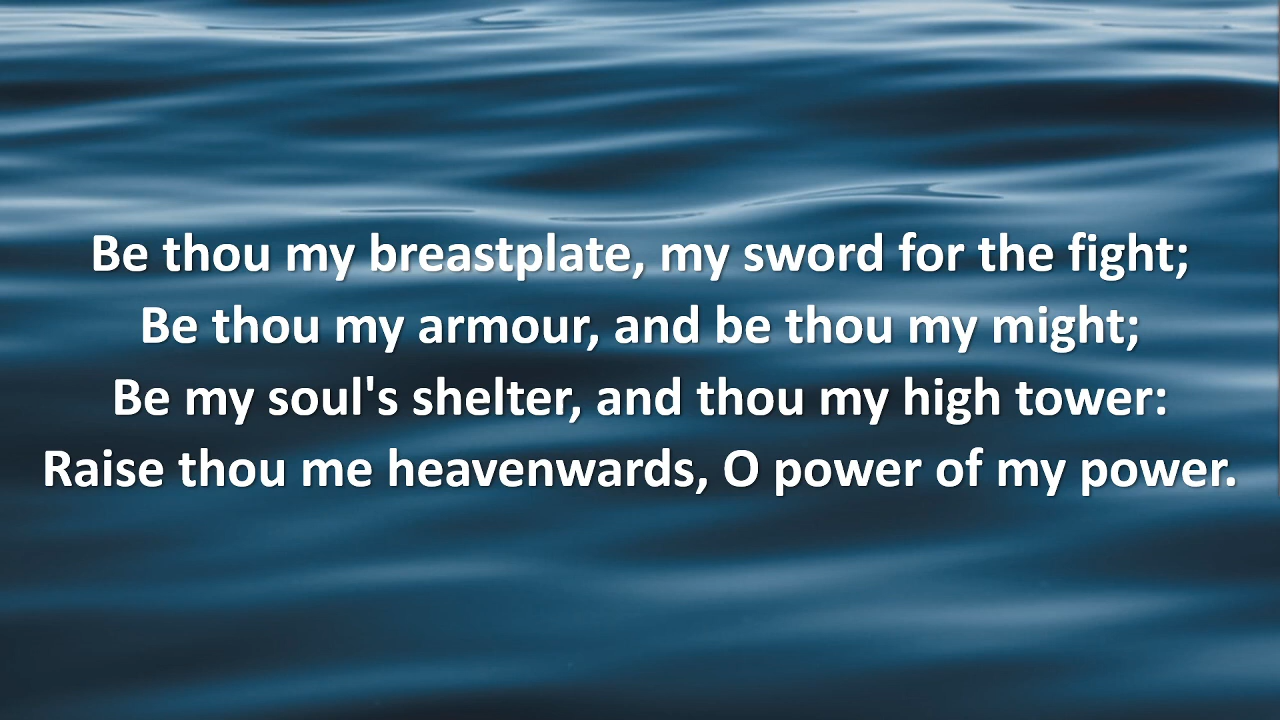 Be thou my breastplate, my sword for the fight;
Be thou my armour, and be thou my might;
Be my soul's shelter, and thou my high tower:
Raise thou me heavenwards, O power of my power.